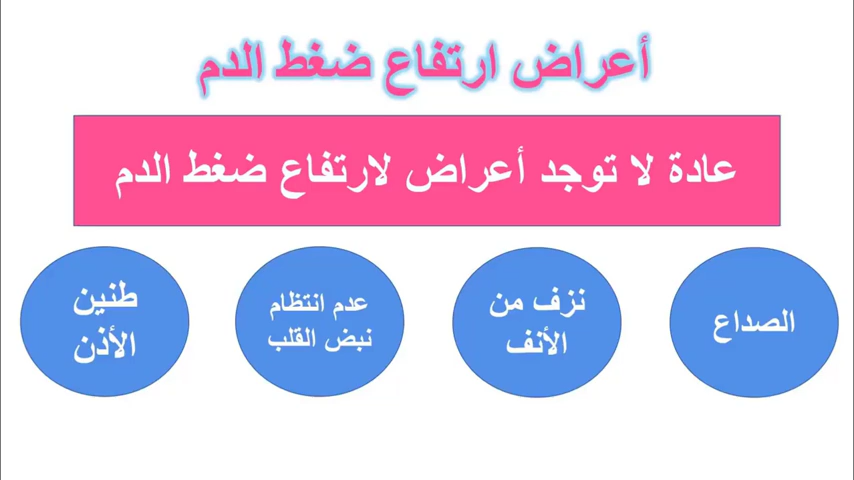 أعراض ارتفاع ضغط الدم
عادة لا توجد أعراض لارتفاع ضغط الدم
الصداع
نزف من
الأنف
عدم انتظام
نبض القلب
طنين
الأذن